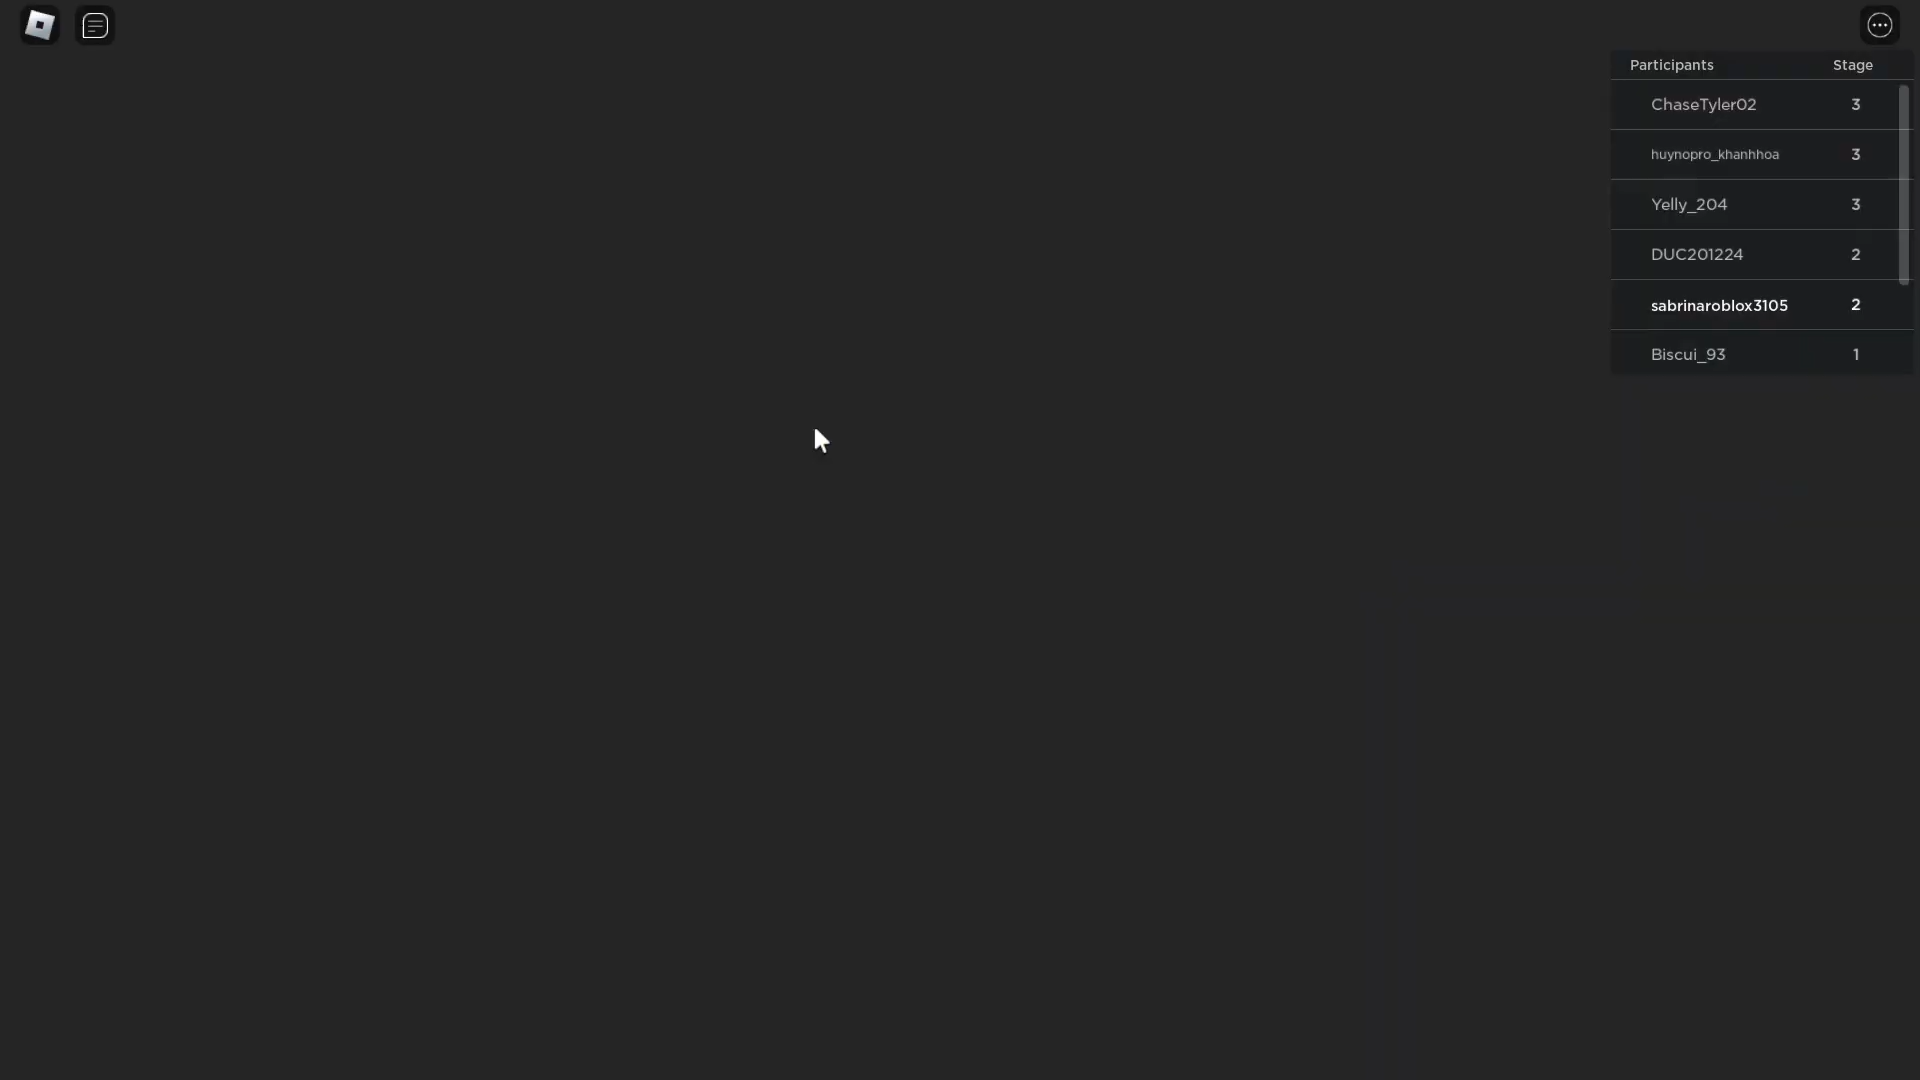 Participants Stage
ChaseTyler02 3
huynopro_khanhhoa 3
Yelly_204 3
DUC201224 2
sabrinaroblox3105 2
Biscui_93 1